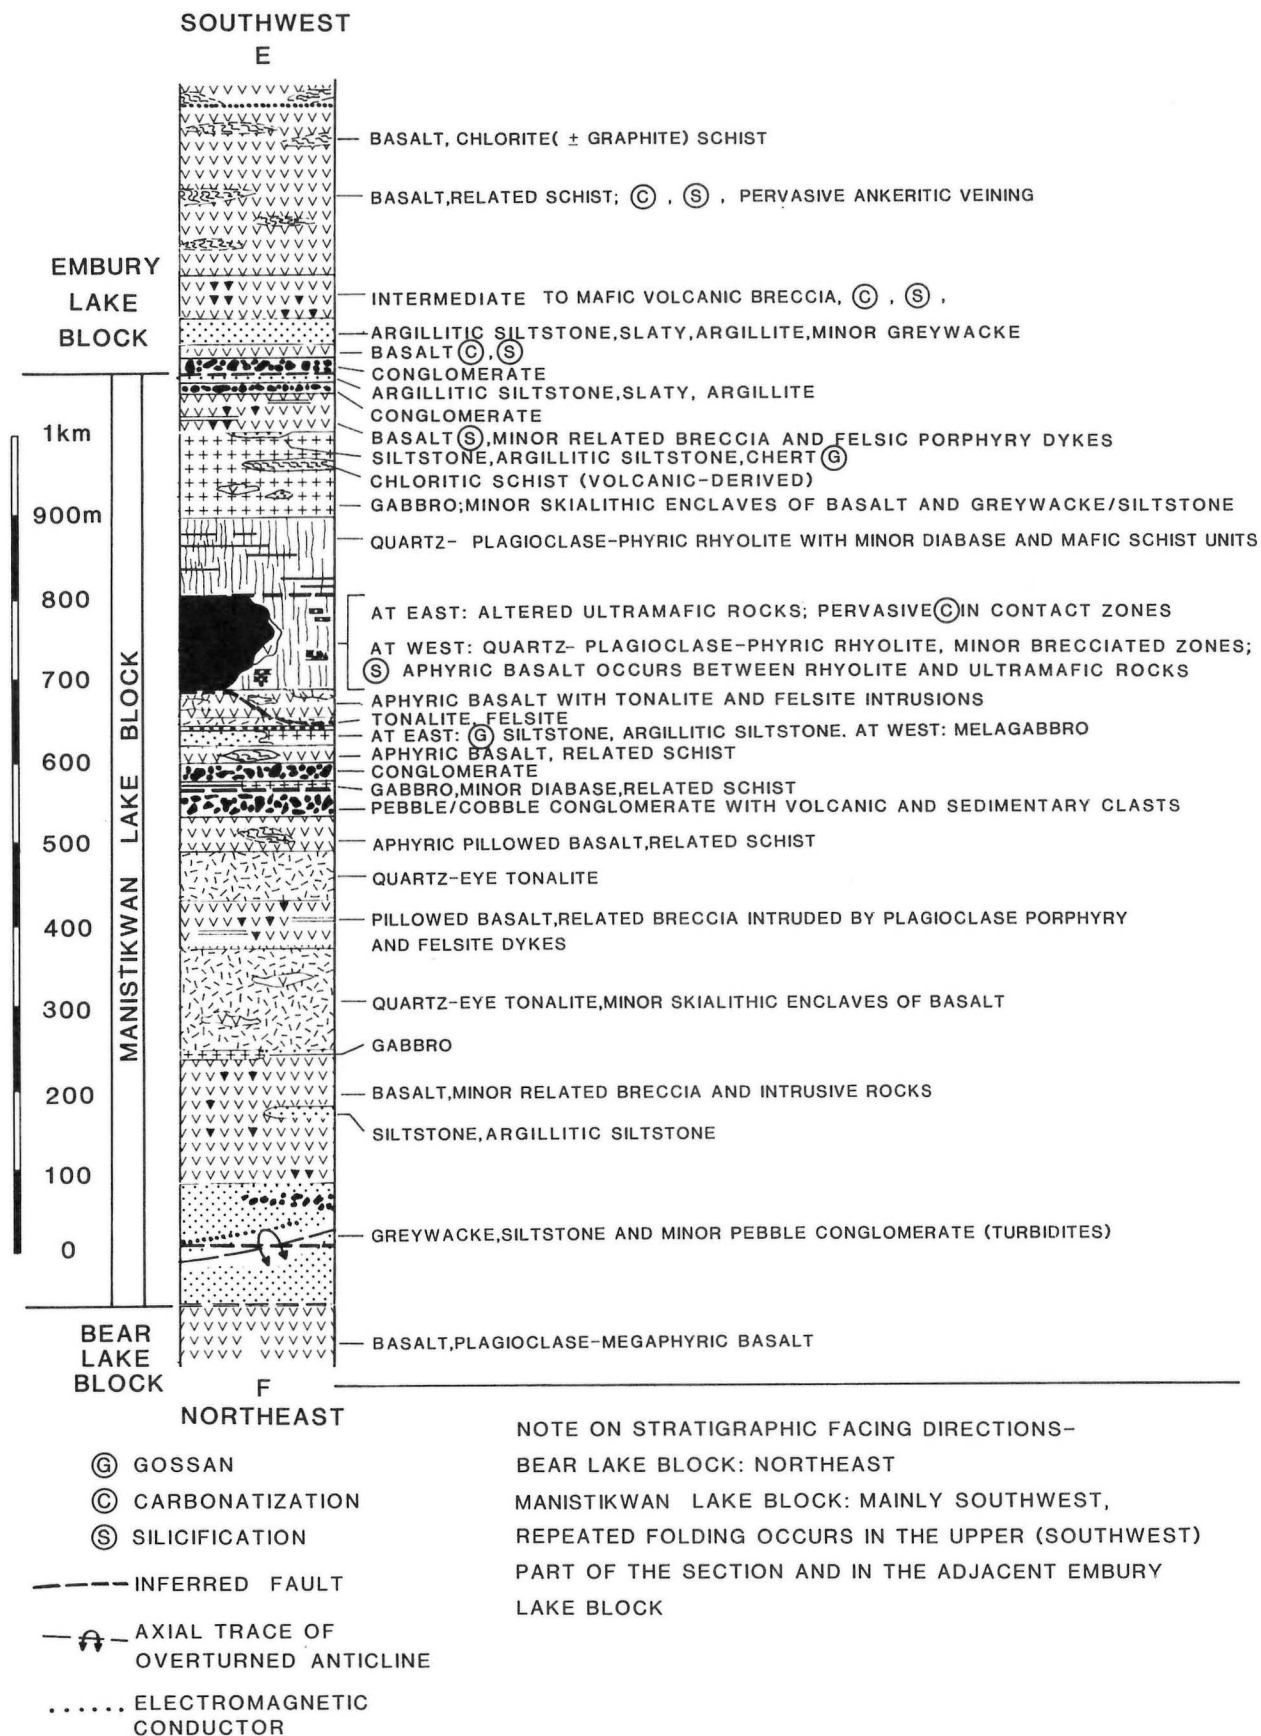 SOUTHWEST
E
BASALT, CHLORITE( ± GRAPHITE) SCHIST
BASALT,RELATED SCHIST; Ⓒ , Ⓢ , PERVASIVE ANKERITIC VEINING
EMBURY
LAKE
BLOCK
INTERMEDIATE TO MAFIC VOLCANIC BRECCIA, Ⓒ , Ⓢ ,
ARGILLITIC SILTSTONE,SLATY,ARGILLITE,MINOR GREYWACKE
BASALT Ⓒ,Ⓢ
CONGLOMERATE
ARGILLITIC SILTSTONE,SLATY, ARGILLITE
CONGLOMERATE
BASALT Ⓢ,MINOR RELATED BRECCIA AND FELSIC PORPHYRY DYKES
SILTSTONE,ARGILLITIC SILTSTONE,CHERT Ⓖ
CHLORITIC SCHIST (VOLCANIC-DERIVED)
GABBRO;MINOR SKIALITHIC ENCLAVES OF BASALT AND GREYWACKE/SILTSTONE
QUARTZ- PLAGIOCLASE-PHYRIC RHYOLITE WITH MINOR DIABASE AND MAFIC SCHIST UNITS
AT EAST: ALTERED ULTRAMAFIC ROCKS; PERVASIVE Ⓒ IN CONTACT ZONES
AT WEST: QUARTZ- PLAGIOCLASE-PHYRIC RHYOLITE, MINOR BRECCIATED ZONES;
Ⓢ APHYRIC BASALT OCCURS BETWEEN RHYOLITE AND ULTRAMAFIC ROCKS
APHYRIC BASALT WITH TONALITE AND FELSITE INTRUSIONS
TONALITE, FELSITE
AT EAST: Ⓖ SILTSTONE, ARGILLITIC SILTSTONE. AT WEST: MELAGABBRO
APHYRIC BASALT, RELATED SCHIST
CONGLOMERATE
GABBRO,MINOR DIABASE,RELATED SCHIST
PEBBLE/COBBLE CONGLOMERATE WITH VOLCANIC AND SEDIMENTARY CLASTS
APHYRIC PILLOWED BASALT,RELATED SCHIST
QUARTZ-EYE TONALITE
PILLOWED BASALT,RELATED BRECCIA INTRUDED BY PLAGIOCLASE PORPHYRY
AND FELSITE DYKES
QUARTZ-EYE TONALITE,MINOR SKIALITHIC ENCLAVES OF BASALT
GABBRO
BASALT,MINOR RELATED BRECCIA AND INTRUSIVE ROCKS
SILTSTONE,ARGILLITIC SILTSTONE
GREYWACKE,SILTSTONE AND MINOR PEBBLE CONGLOMERATE (TURBIDITES)
BASALT,PLAGIOCLASE-MEGAPHYRIC BASALT
1km
900m
800
700
600
500
400
300
200
100
0
MANISTIKWAN LAKE BLOCK
BEAR
LAKE
BLOCK
F
NORTHEAST
Ⓖ GOSSAN
Ⓒ CARBONATIZATION
Ⓢ SILICIFICATION
INFERRED FAULT
AXIAL TRACE OF
OVERTURNED ANTICLINE
ELECTROMAGNETIC
CONDUCTOR
NOTE ON STRATIGRAPHIC FACING DIRECTIONS-
BEAR LAKE BLOCK: NORTHEAST
MANISTIKWAN LAKE BLOCK: MAINLY SOUTHWEST,
REPEATED FOLDING OCCURS IN THE UPPER (SOUTHWEST)
PART OF THE SECTION AND IN THE ADJACENT EMBURY
LAKE BLOCK